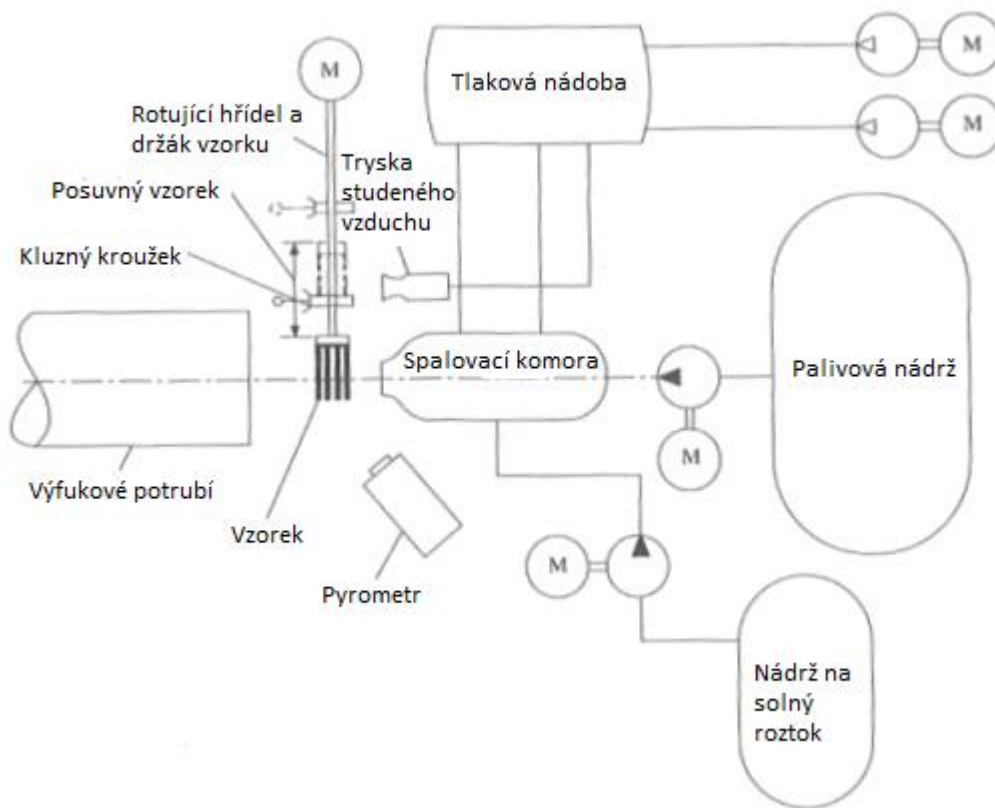 M
M
Tlaková nádoba
Rotující hřídel a
držák vzorku
M
Tryska
studeného
vzduchu
Posuvný vzorek
Kluzný kroužek
Spalovací komora
Palivová nádrž
M
Výfukové potrubí
Vzorek
M
Pyrometr
Nádrž na
solný
roztok